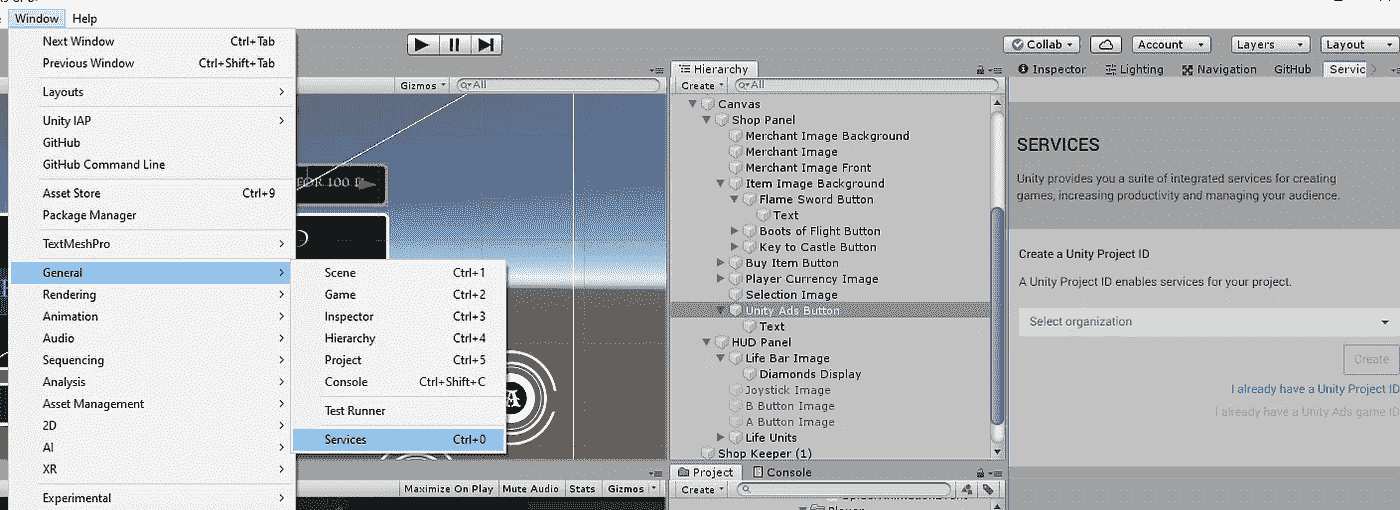 Window Help
Next Window Ctrl+Tab
Previous Window Ctrl+Shift+Tab
Layouts
Unity IAP
GitHub
GitHub Command Line
Asset Store Ctrl+9
Package Manager
TextMeshPro
General
Rendering
Animation
Audio
Sequencing
Analysis
Asset Management
2D
AI
XR
Experimental
Scene Ctrl+1
Game Ctrl+2
Inspector Ctrl+3
Hierarchy Ctrl+4
Project Ctrl+5
Console Ctrl+Shift+C
Test Runner
Services Ctrl+0
Gizmos All
FOR 100
A
Maximize On Play Mute Audio Stats Gizmos
Hierarchy
Create All
Canvas
Shop Panel
Merchant Image Background
Merchant Image
Merchant Image Front
Item Image Background
Flame Sword Button
Text
Boots of Flight Button
Key to Castle Button
Buy Item Button
Player Currency Image
Selection Image
Unity Ads Button
Text
HUD Panel
Life Bar Image
Diamonds Display
Joystick Image
B Button Image
A Button Image
Life Units
Shop Keeper (1)
Project Console
Create
Collab Account Layers Layout
Inspector Lighting Navigation GitHub Servic
SERVICES
Unity provides you a suite of integrated services for creating
games, increasing productivity and managing your audience.
Create a Unity Project ID
A Unity Project ID enables services for your project.
Select organization
Create
I already have a Unity Project ID
I already have a Unity Ads game ID